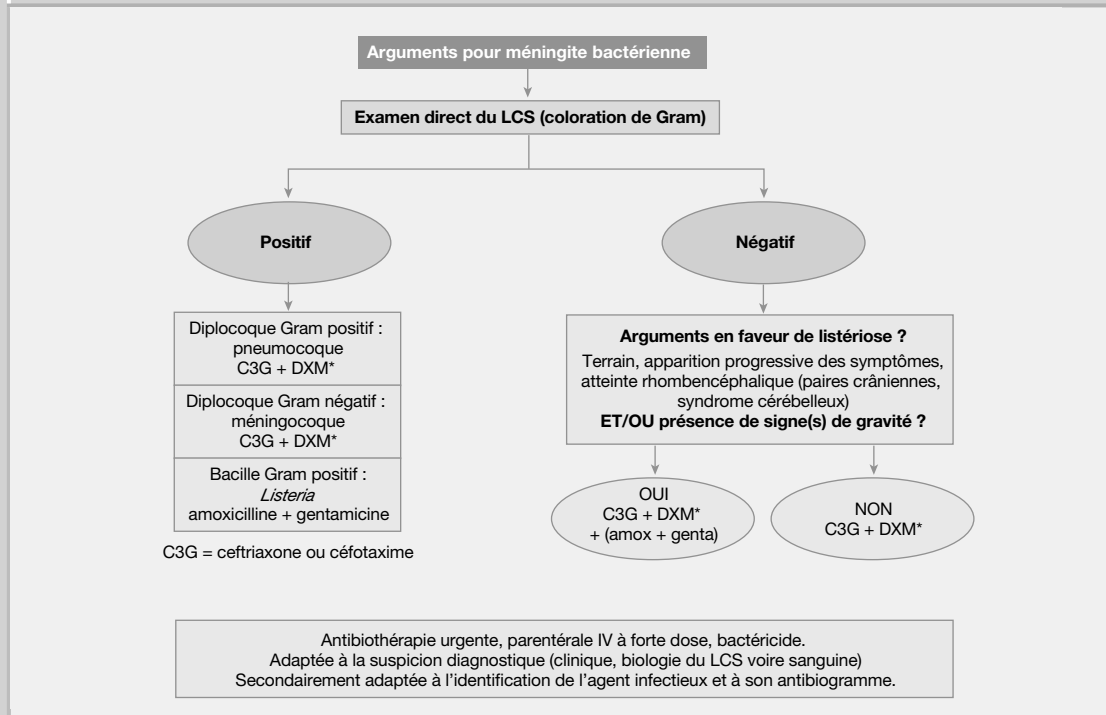 Arguments pour méningite bactérienne
Examen direct du LCS (coloration de Gram)
Positif
Négatif
Diplocoque Gram positif :
pneumocoque
C3G + DXM*
Diplocoque Gram négatif :
méningocoque
C3G + DXM*
Bacille Gram positif :
Listeria
amoxicilline + gentamicine
C3G = ceftriaxone ou céfotaxime
Arguments en faveur de listériose ?
Terrain, apparition progressive des symptômes,
atteinte rhombencéphalique (paires crâniennes,
syndrome cérébelleux)
ET/OU présence de signe(s) de gravité ?
OUI
C3G + DXM*
+ (amox + genta)
NON
C3G + DXM*
Antibiothérapie urgente, parentérale IV à forte dose, bactéricide.
Adaptée à la suspicion diagnostique (clinique, biologie du LCS voire sanguine)
Secondairement adaptée à l’identification de l’agent infectieux et à son antibiogramme.